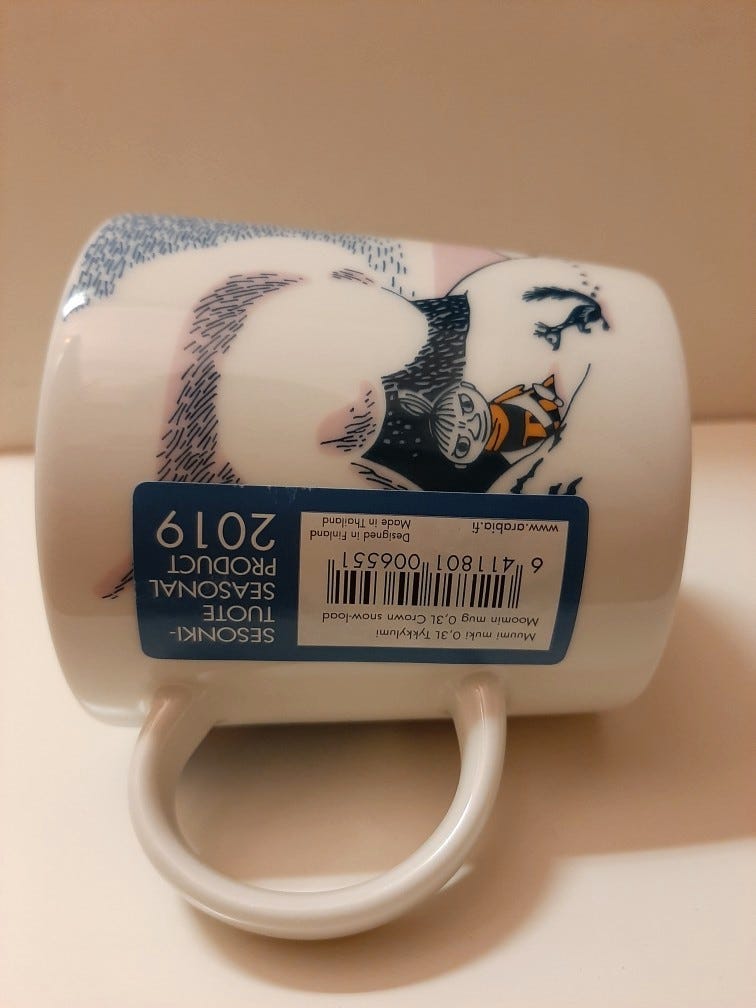 Muumi muki 0,3L Tykkylumi
Moomin mug 0,3L Crown snow-load
6 411801 006551
Designed in Finland
Made in Thailand
www.arabia.fi
SESONKI-
TUOTE
SEASONAL
PRODUCT
2019